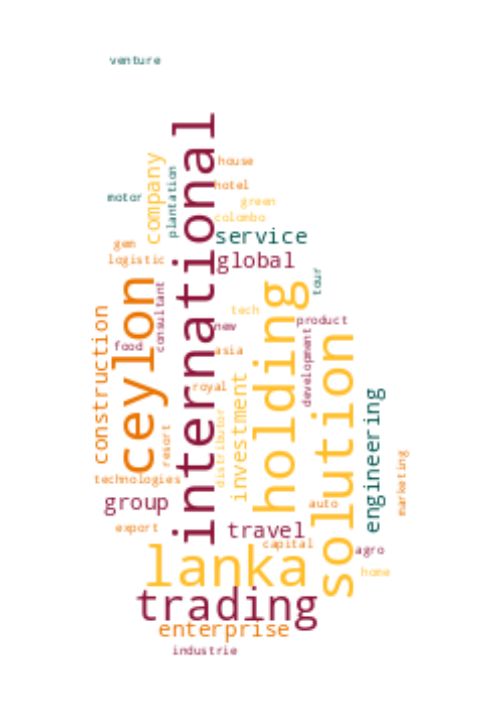 venture
international
house
company
plantation
hotel
motor
green
colombo
service
gem
logistic
global
tour
ceylon
consultant
holding
construction
tech
product
new
food
asia
development
solution
royal
investment
distributor
engineering
resort
technologies
marketing
group
auto
export
travel
capital
agro
lanka
home
trading
enterprise
industrie